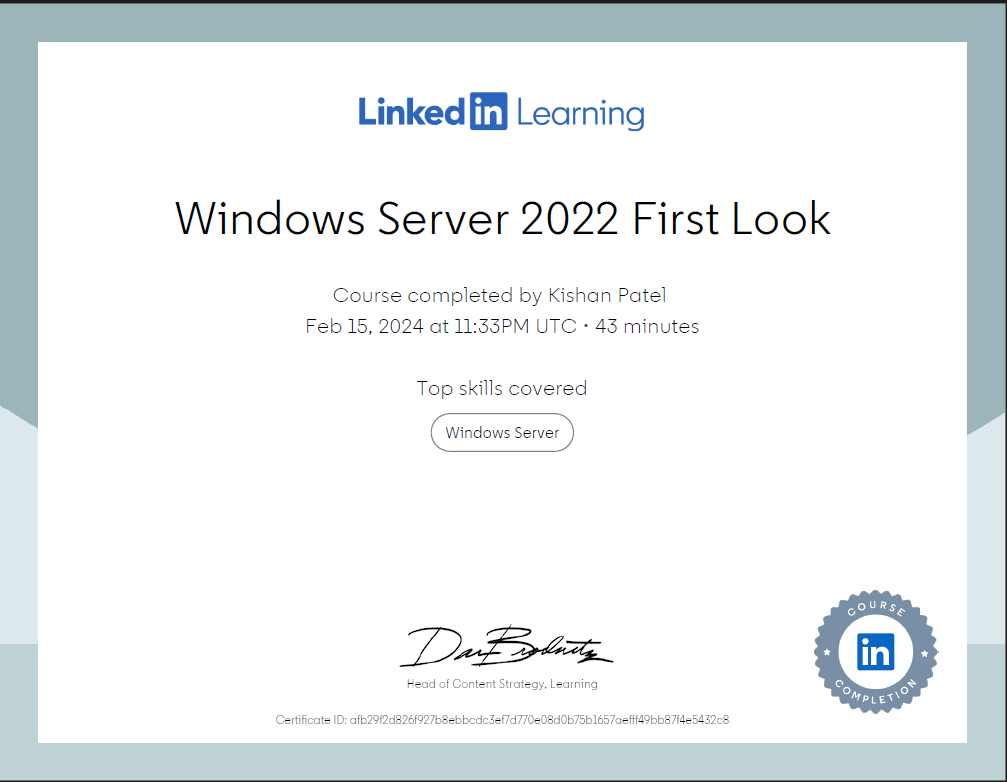 Linkedin Learning
Windows Server 2022 First Look
Course completed by Kishan Patel
Feb 15, 2024 at 11:33PM UTC • 43 minutes
Top skills covered
Windows Server
Dan Brodnitz
Head of Content Strategy, Learning
Certificate ID: afb29f2d826f927b8ebbcdc3ef7d770e08d0b75b1657aefff49bb87f4e5432c8
COURSE
in
COMPLETION